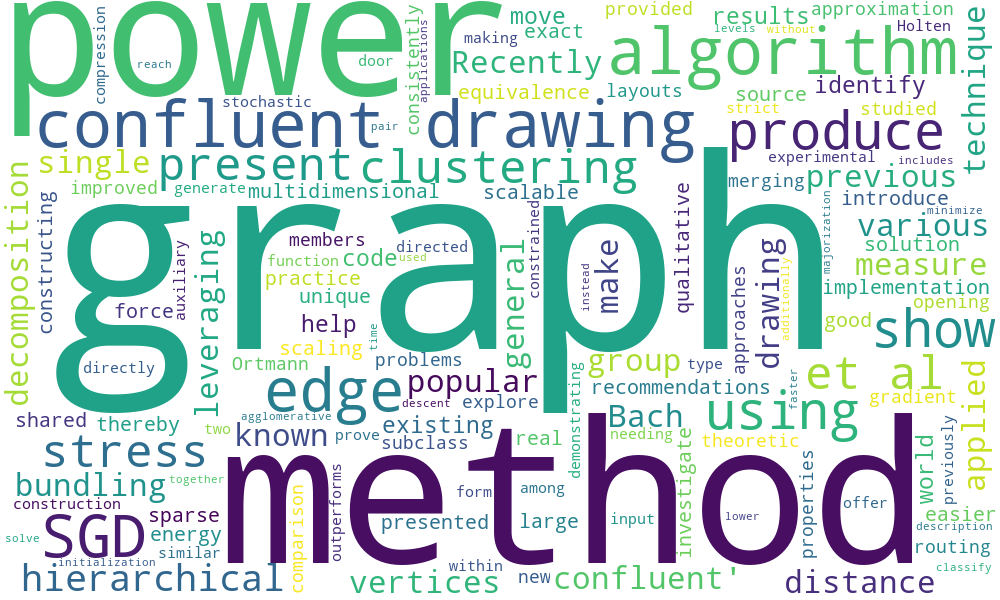 power
graph
method
algorithm
confluent drawing
produce
move
exact
provided
results
approximation
Holten
levels
without
making
Recently
compression
reach
door
applications
consistently
equivalence
layouts
source
identify
technique
stochastic
pair
strict
studied
experimental
includes
single
present
clustering
merging
previous
improved
generate
multidimensional
scalable
introduce
minimize
decomposition
constructing
auxiliary
leveraging
members
directed
function
code
used
practice
unique
force
help
scaling
time
general
constrained
instead
make
qualitative
approaches
drawing
additionally
majorization
various
solution
measure
implementation
opening
good
show
directly
Ortmann
problems
edge
popular
descent
explore
group
type
recommendations
faster
et al
gradient
applied
shared
thereby
two
agglomerative
known
prove
existing
subclass
real
demonstrating
Bach
needing
using
theoretic
stress
bundling
together
construction
SGD
sparse
energy
similar
solve
initialization
hierarchical
comparison
outperforms
form
among
presented
large
input
investigate
lower
properties
offer
world
previously
easier
description
routing
classify
within
new
vertices
confluent'
distance